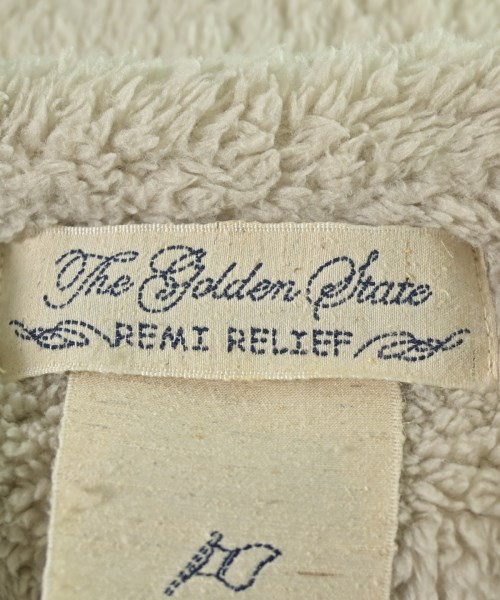 The Golden State
REMI RELIEF